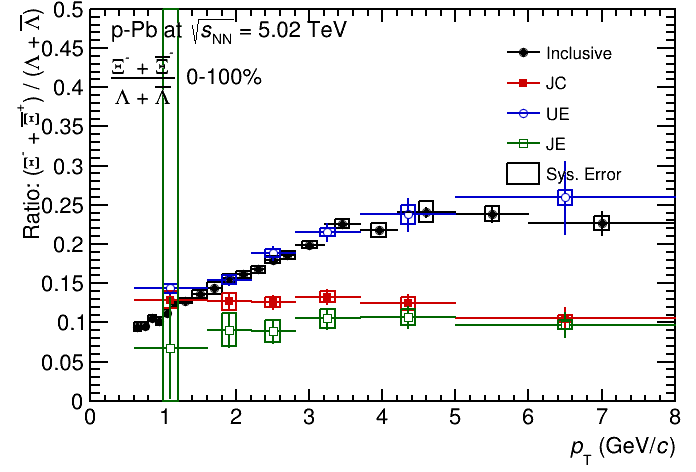 p-Pb at √s_NN = 5.02 TeV
Ξ⁻ + Ξ̅⁻ / Λ + Λ̅ 0-100%
Inclusive
JC
UE
JE
Sys. Error
Ratio: (Ξ⁻ + Ξ̅⁺) / (Λ + Λ̅)
0.5
0.45
0.4
0.35
0.3
0.25
0.2
0.15
0.1
0.05
0
0 1 2 3 4 5 6 7 8
p_T (GeV/c)